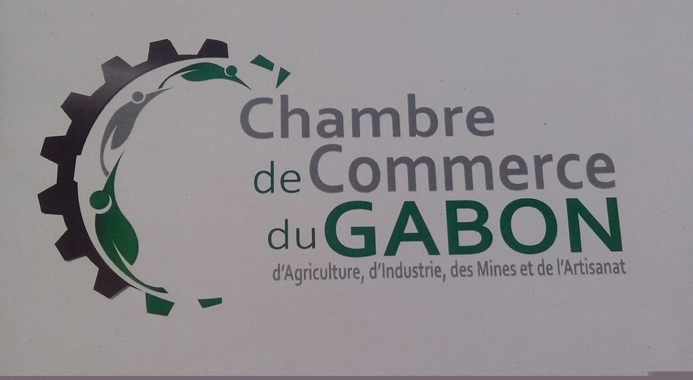 Chambre
de Commerce
du GABON
d'Agriculture, d'Industrie, des Mines et de l'Artisanat